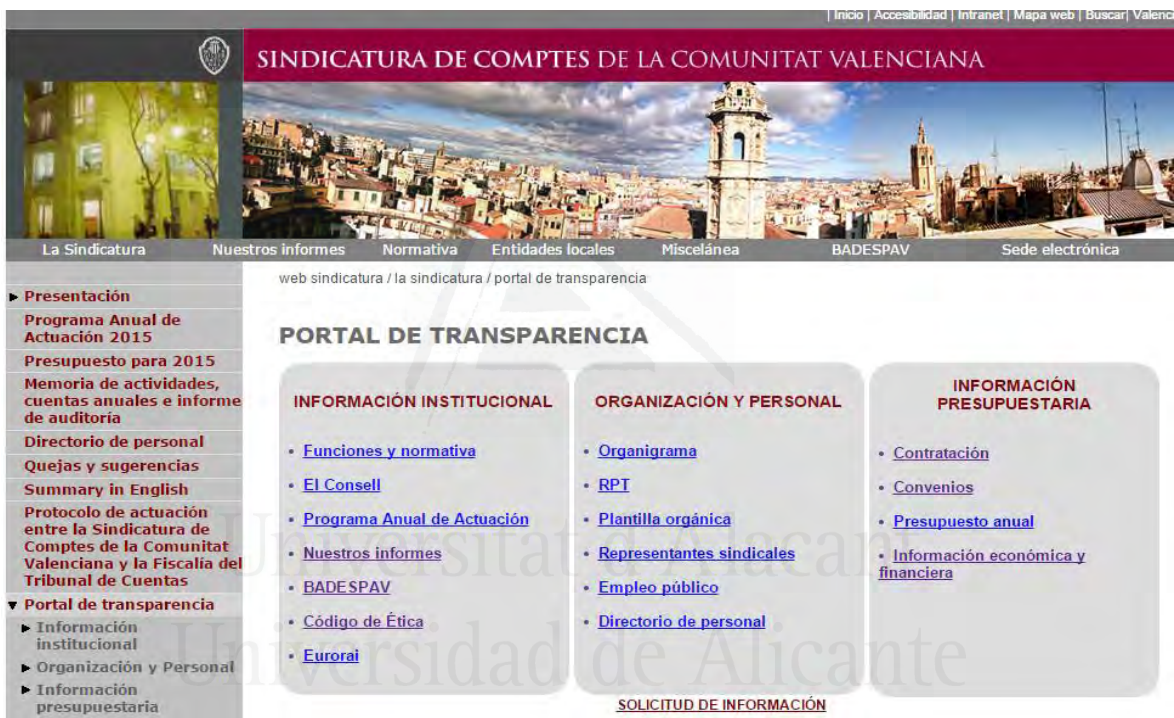 | Inicio | Accesibilidad | Intranet | Mapa web | Buscar|
SINDICATURA DE COMPTES DE LA COMUNITAT VALENCIANA
La Sindicatura Nuestros informes Normativa Entidades locales Miscelánea BADESPAV Sede electrónica
web sindicatura / la sindicatura / portal de transparencia
Presentación
Programa Anual de
Actuación 2015
Presupuesto para 2015
Memoria de actividades,
cuentas anuales e informe
de auditoría
Directorio de personal
Quejas y sugerencias
Summary in English
Protocolo de actuación
entre la Sindicatura de
Comptes de la Comunitat
Valenciana y la Fiscalía del
Tribunal de Cuentas
Portal de transparencia
Información
institucional
Organización y Personal
Información
presupuestaria
PORTAL DE TRANSPARENCIA
INFORMACIÓN INSTITUCIONAL
Funciones y normativa
El Consell
Programa Anual de Actuación
Nuestros informes
BADESPAV
Código de Ética
Eurorai
ORGANIZACIÓN Y PERSONAL
Organigrama
RPT
Plantilla orgánica
Representantes sindicales
Empleo público
Directorio de personal
INFORMACIÓN
PRESUPUESTARIA
Contratación
Convenios
Presupuesto anual
Información económica y
financiera
SOLICITUD DE INFORMACIÓN
Universitat d'Alacant
Universidad de Alicante